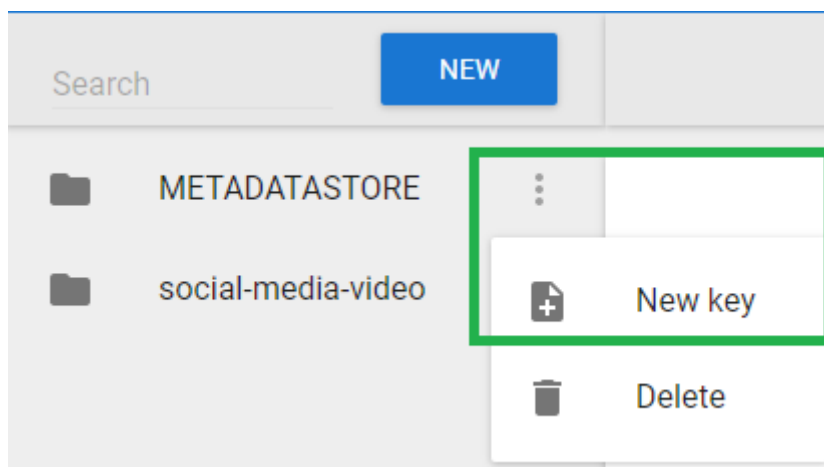 Search
NEW
METADATASTORE
social-media-video
New key
Delete